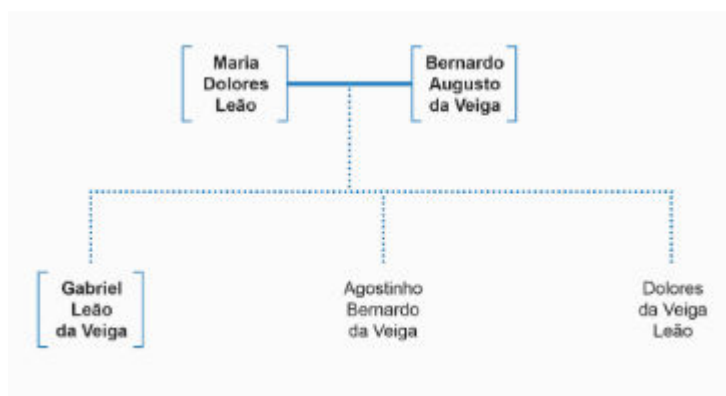 Maria
Dolores
Leão
Bernardo
Augusto
da Veiga
Gabriel
Leão
da Veiga
Agostinho
Bernardo
da Veiga
Dolores
da Veiga
Leão